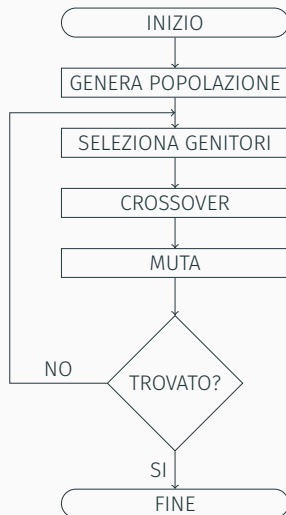 INIZIO
GENERA POPOLAZIONE
SELEZIONA GENITORI
CROSSOVER
MUTA
NO
TROVATO?
SI
FINE